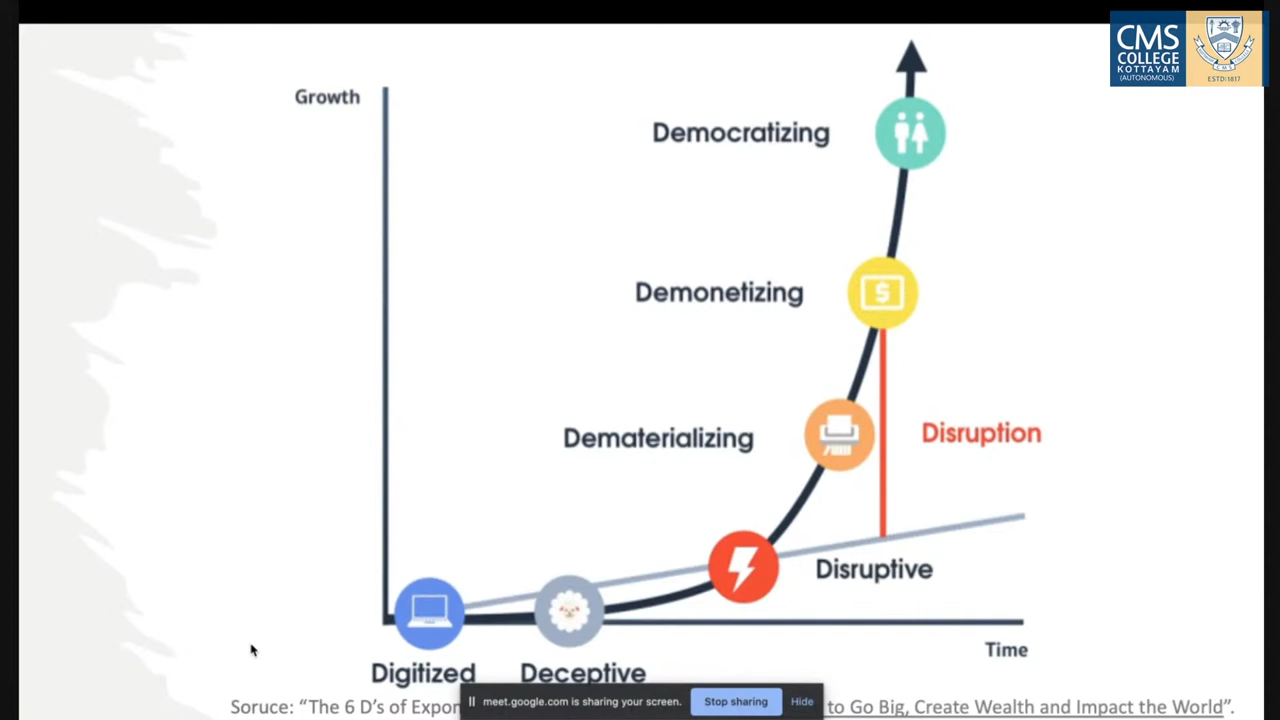 CMS
COLLEGE
KOTTAYAM
(AUTONOMOUS)
CMS
ESTD:1817
Growth
Democratizing
Demonetizing
$
Disruption
Dematerializing
Disruptive
Time
Digitized
Deceptive
meet.google.com is sharing your screen.
Stop sharing
Hide
Soruce: “The 6 D’s of Expon to Go Big, Create Wealth and Impact the World”.